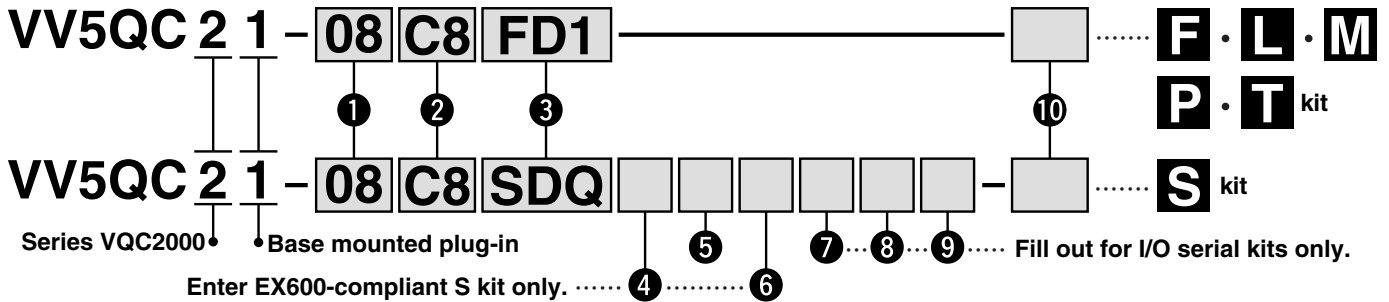 VV5QC 2 1 – 08 C8 FD1 ....... F · L · M
1 2 3 10 P · T kit
VV5QC 2 1 – 08 C8 SDQ – ...... S kit
Series VQC2000 Base mounted plug-in 5 7 ... 8 ... 9 ..... Fill out for I/O serial kits only.
Enter EX600-compliant S kit only. ...... 4 .......... 6